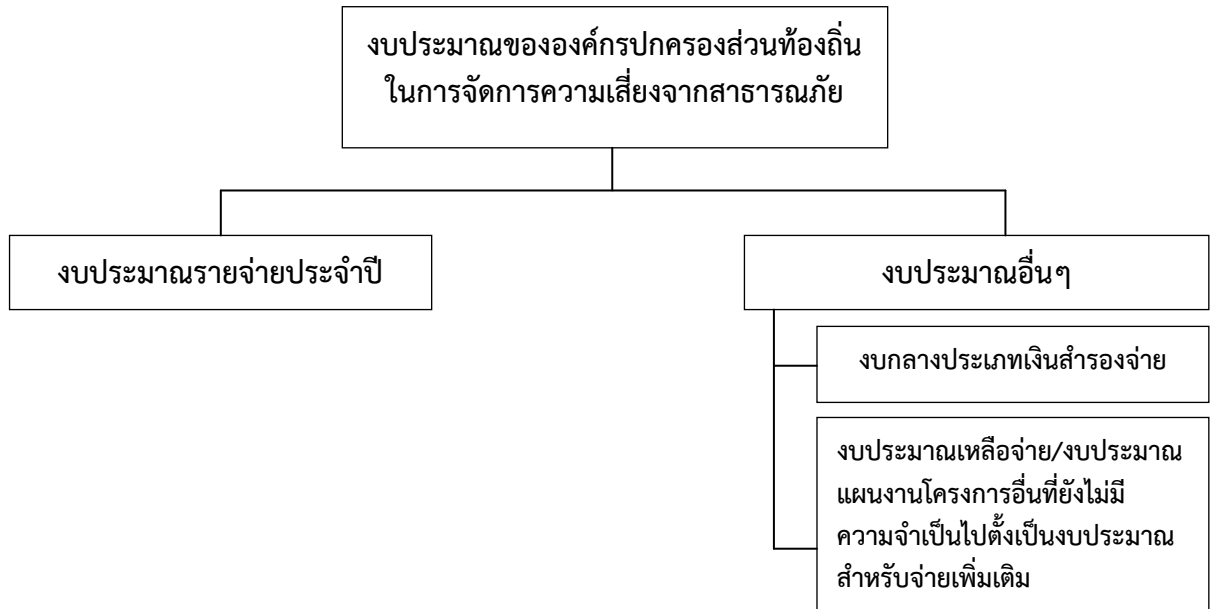 งบประมาณขององค์กรปกครองส่วนท้องถิ่น
ในการจัดการความเสี่ยงจากสาธารณภัย
งบประมาณรายจ่ายประจำปี
งบประมาณอื่นๆ
งบกลางประเภทเงินสำรองจ่าย
งบประมาณเหลือจ่าย/งบประมาณ
แผนงานโครงการอื่นที่ยังไม่มี
ความจำเป็นไปตั้งเป็นงบประมาณ
สำหรับจ่ายเพิ่มเติม